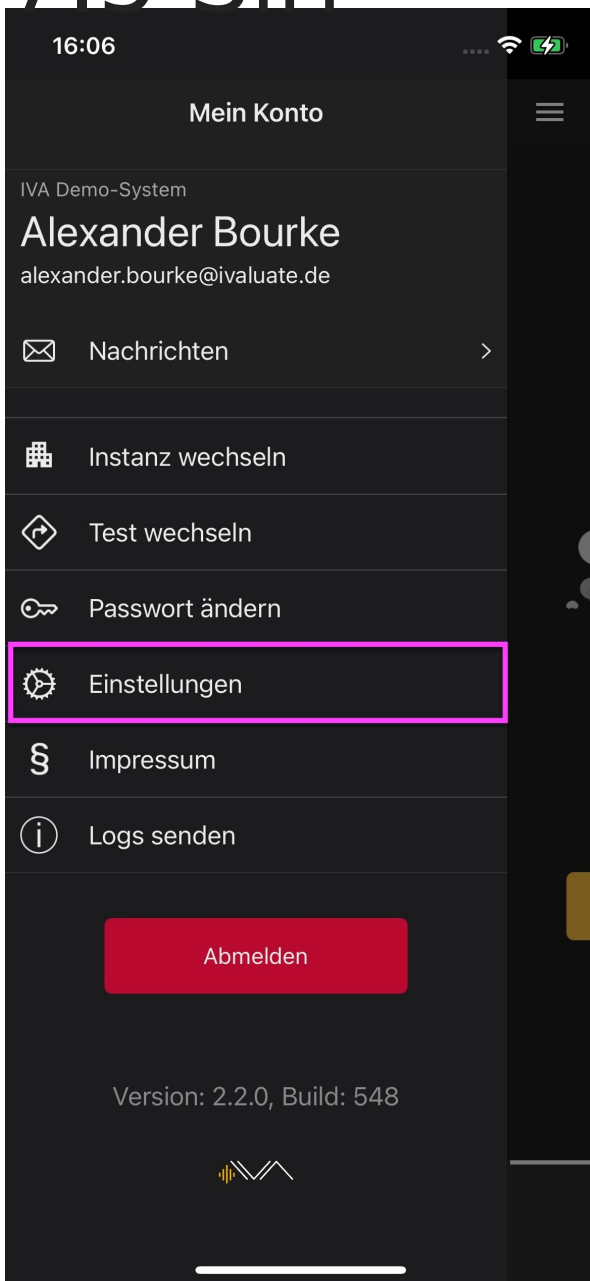 16:06
Mein Konto
IVA Demo-System
Alexander Bourke
alexander.bourke@ivaluate.de
Nachrichten
Instanz wechseln
Test wechseln
Passwort ändern
Einstellungen
§ Impressum
i Logs senden
Abmelden
Version: 2.2.0, Build: 548
IVA